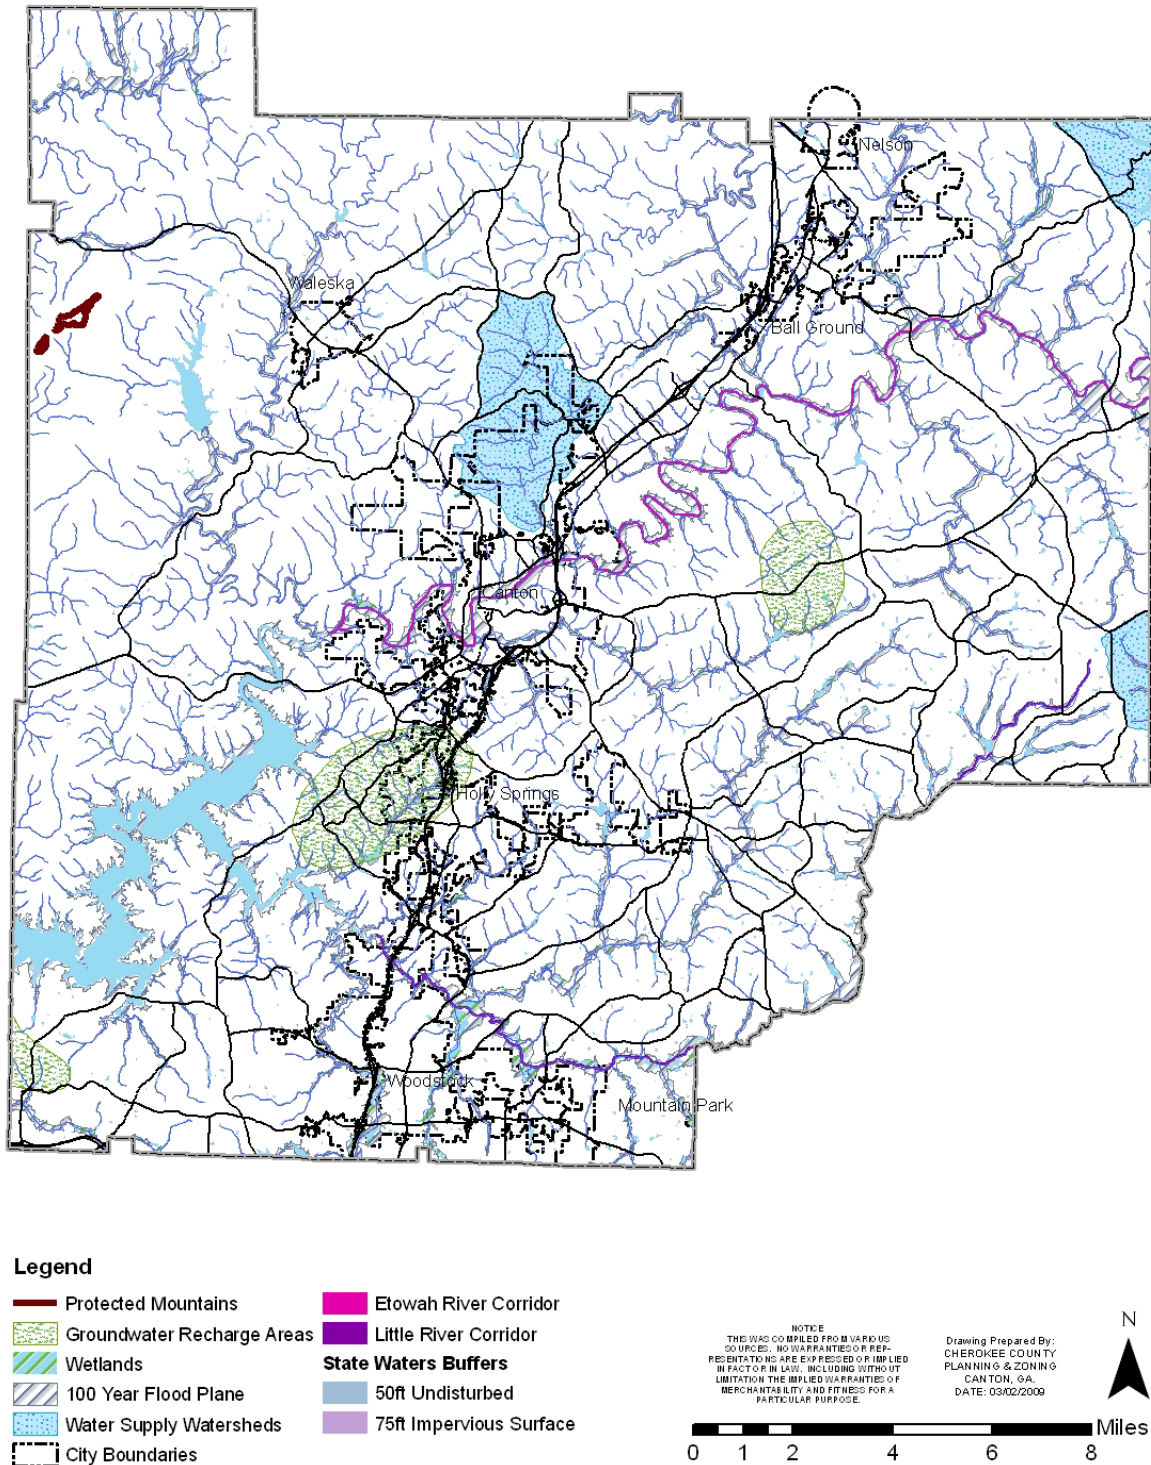 Nelson
Waleska
Ball Ground
Canton
Holly Springs
Woodstock
Mountain Park
Legend
Protected Mountains
Groundwater Recharge Areas
Wetlands
100 Year Flood Plane
Water Supply Watersheds
City Boundaries
Etowah River Corridor
Little River Corridor
State Waters Buffers
50ft Undisturbed
75ft Impervious Surface
NOTICE
THIS WAS COMPILED FROM VARIOUS
SOURCES. NO WARRANTIES OR REP-
RESENTATIONS ARE EXPRESSED OR IMPLIED
IN FACT OR IN LAW. INCLUDING WITHOUT
LIMITATION THE IMPLIED WARRANTIES OF
MERCHANTABILITY AND FITNESS FOR A
PARTICULAR PURPOSE.
Drawing Prepared By:
CHEROKEE COUNTY
PLANNING & ZONING
CANTON, GA.
DATE: 03/02/2009
N
Miles
0 1 2 4 6 8